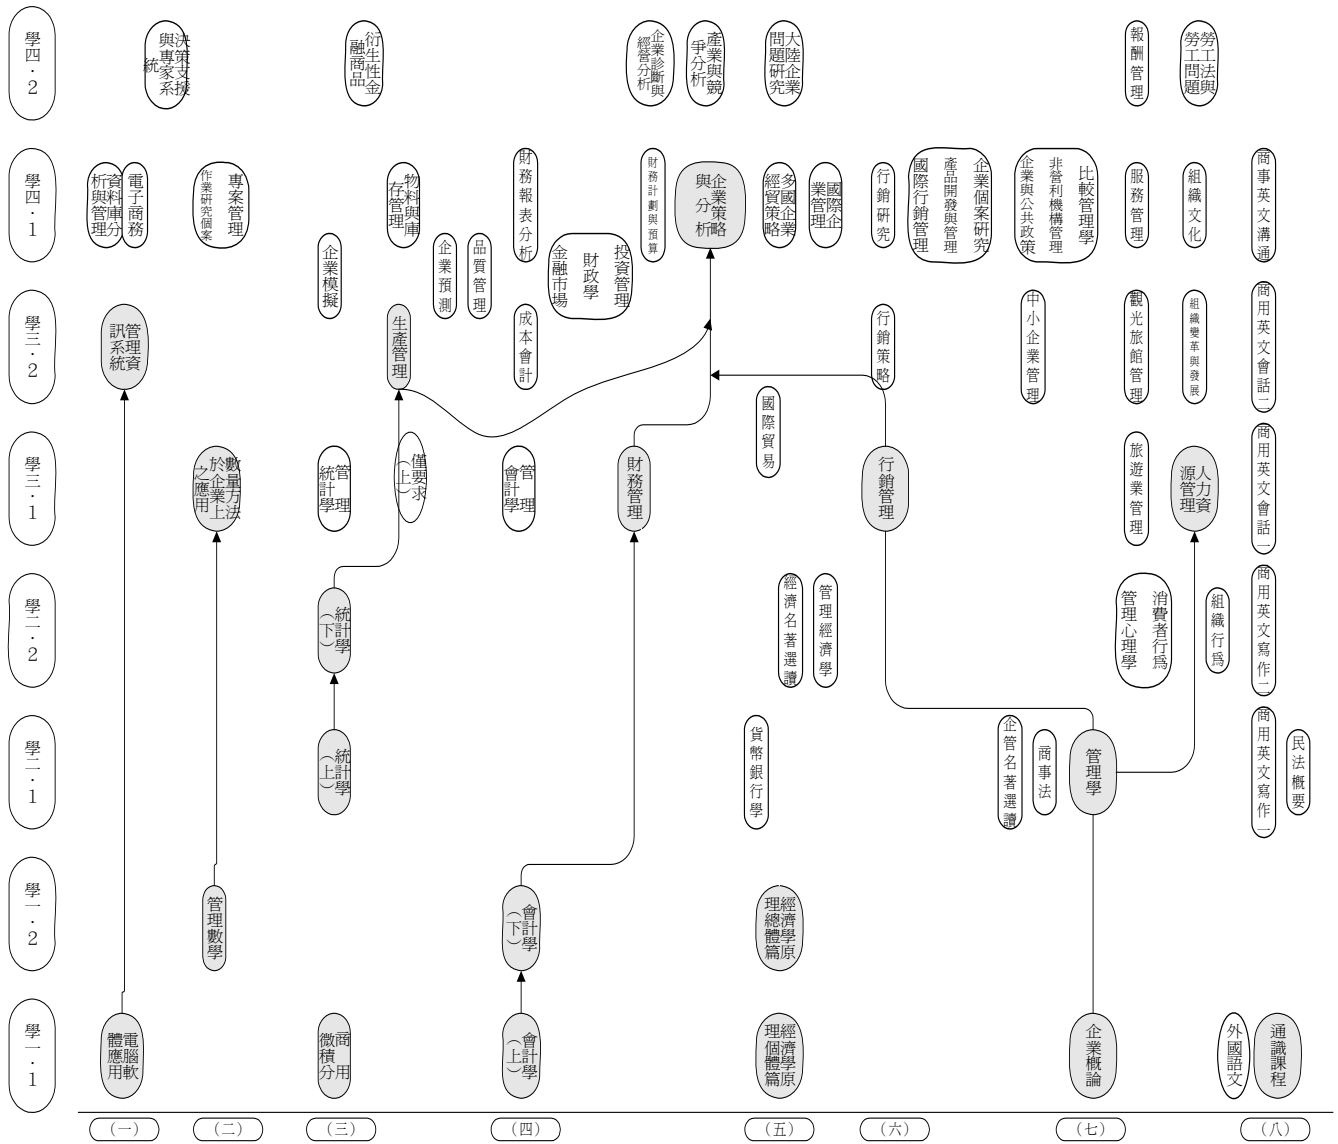 學四．2
決策支援
與專家系
統
衍生性金
融商品
企業診斷與
經營分析
產業與競
爭分析
大陸企業
問題研究
報酬管理
勞工法與
勞工問題
學四．1
資料庫分
析與管理
電子商務
專案管理
作業研究個案
物料與庫
存管理
企業模擬
企業預測
品質管理
財務報表分析
投資管理
財政學
金融市場
財務計劃與預算
企業策略
與分析
多國企業
經貿策略
國際企
業管理
行銷研究
企業個案研究
產品開發與管理
國際行銷管理
比較管理學
非營利機構管理
企業與公共政策
服務管理
組織文化
商事英文溝通
學三．2
管理資
訊系統
生產管理
成本會計
國際貿易
行銷策略
中小企業管理
觀光旅館管理
組織變革與發展
商用英文會話二
學三．1
數量方法
於企業上
之應用
管理
統計學
僅要求
（上）
管理
會計學
財務管理
行銷管理
旅遊業管理
人力資
源管理
商用英文會話一
學二．2
統計學
（下）
經濟名著選讀
管理經濟學
消費者行爲
管理心理學
組織行爲
商用英文寫作二
學二．1
統計學
（上）
貨幣銀行學
企管名著選讀
商事法
管理學
商用英文寫作一
民法概要
學一．2
管理數學
會計學
（下）
經濟學原
理總體篇
學一．1
電腦軟
體應用
商用
微積分
會計學
（上）
經濟學原
理個體篇
企業概論
外國語文
通識課程
（一）
（二）
（三）
（四）
（五）
（六）
（七）
（八）